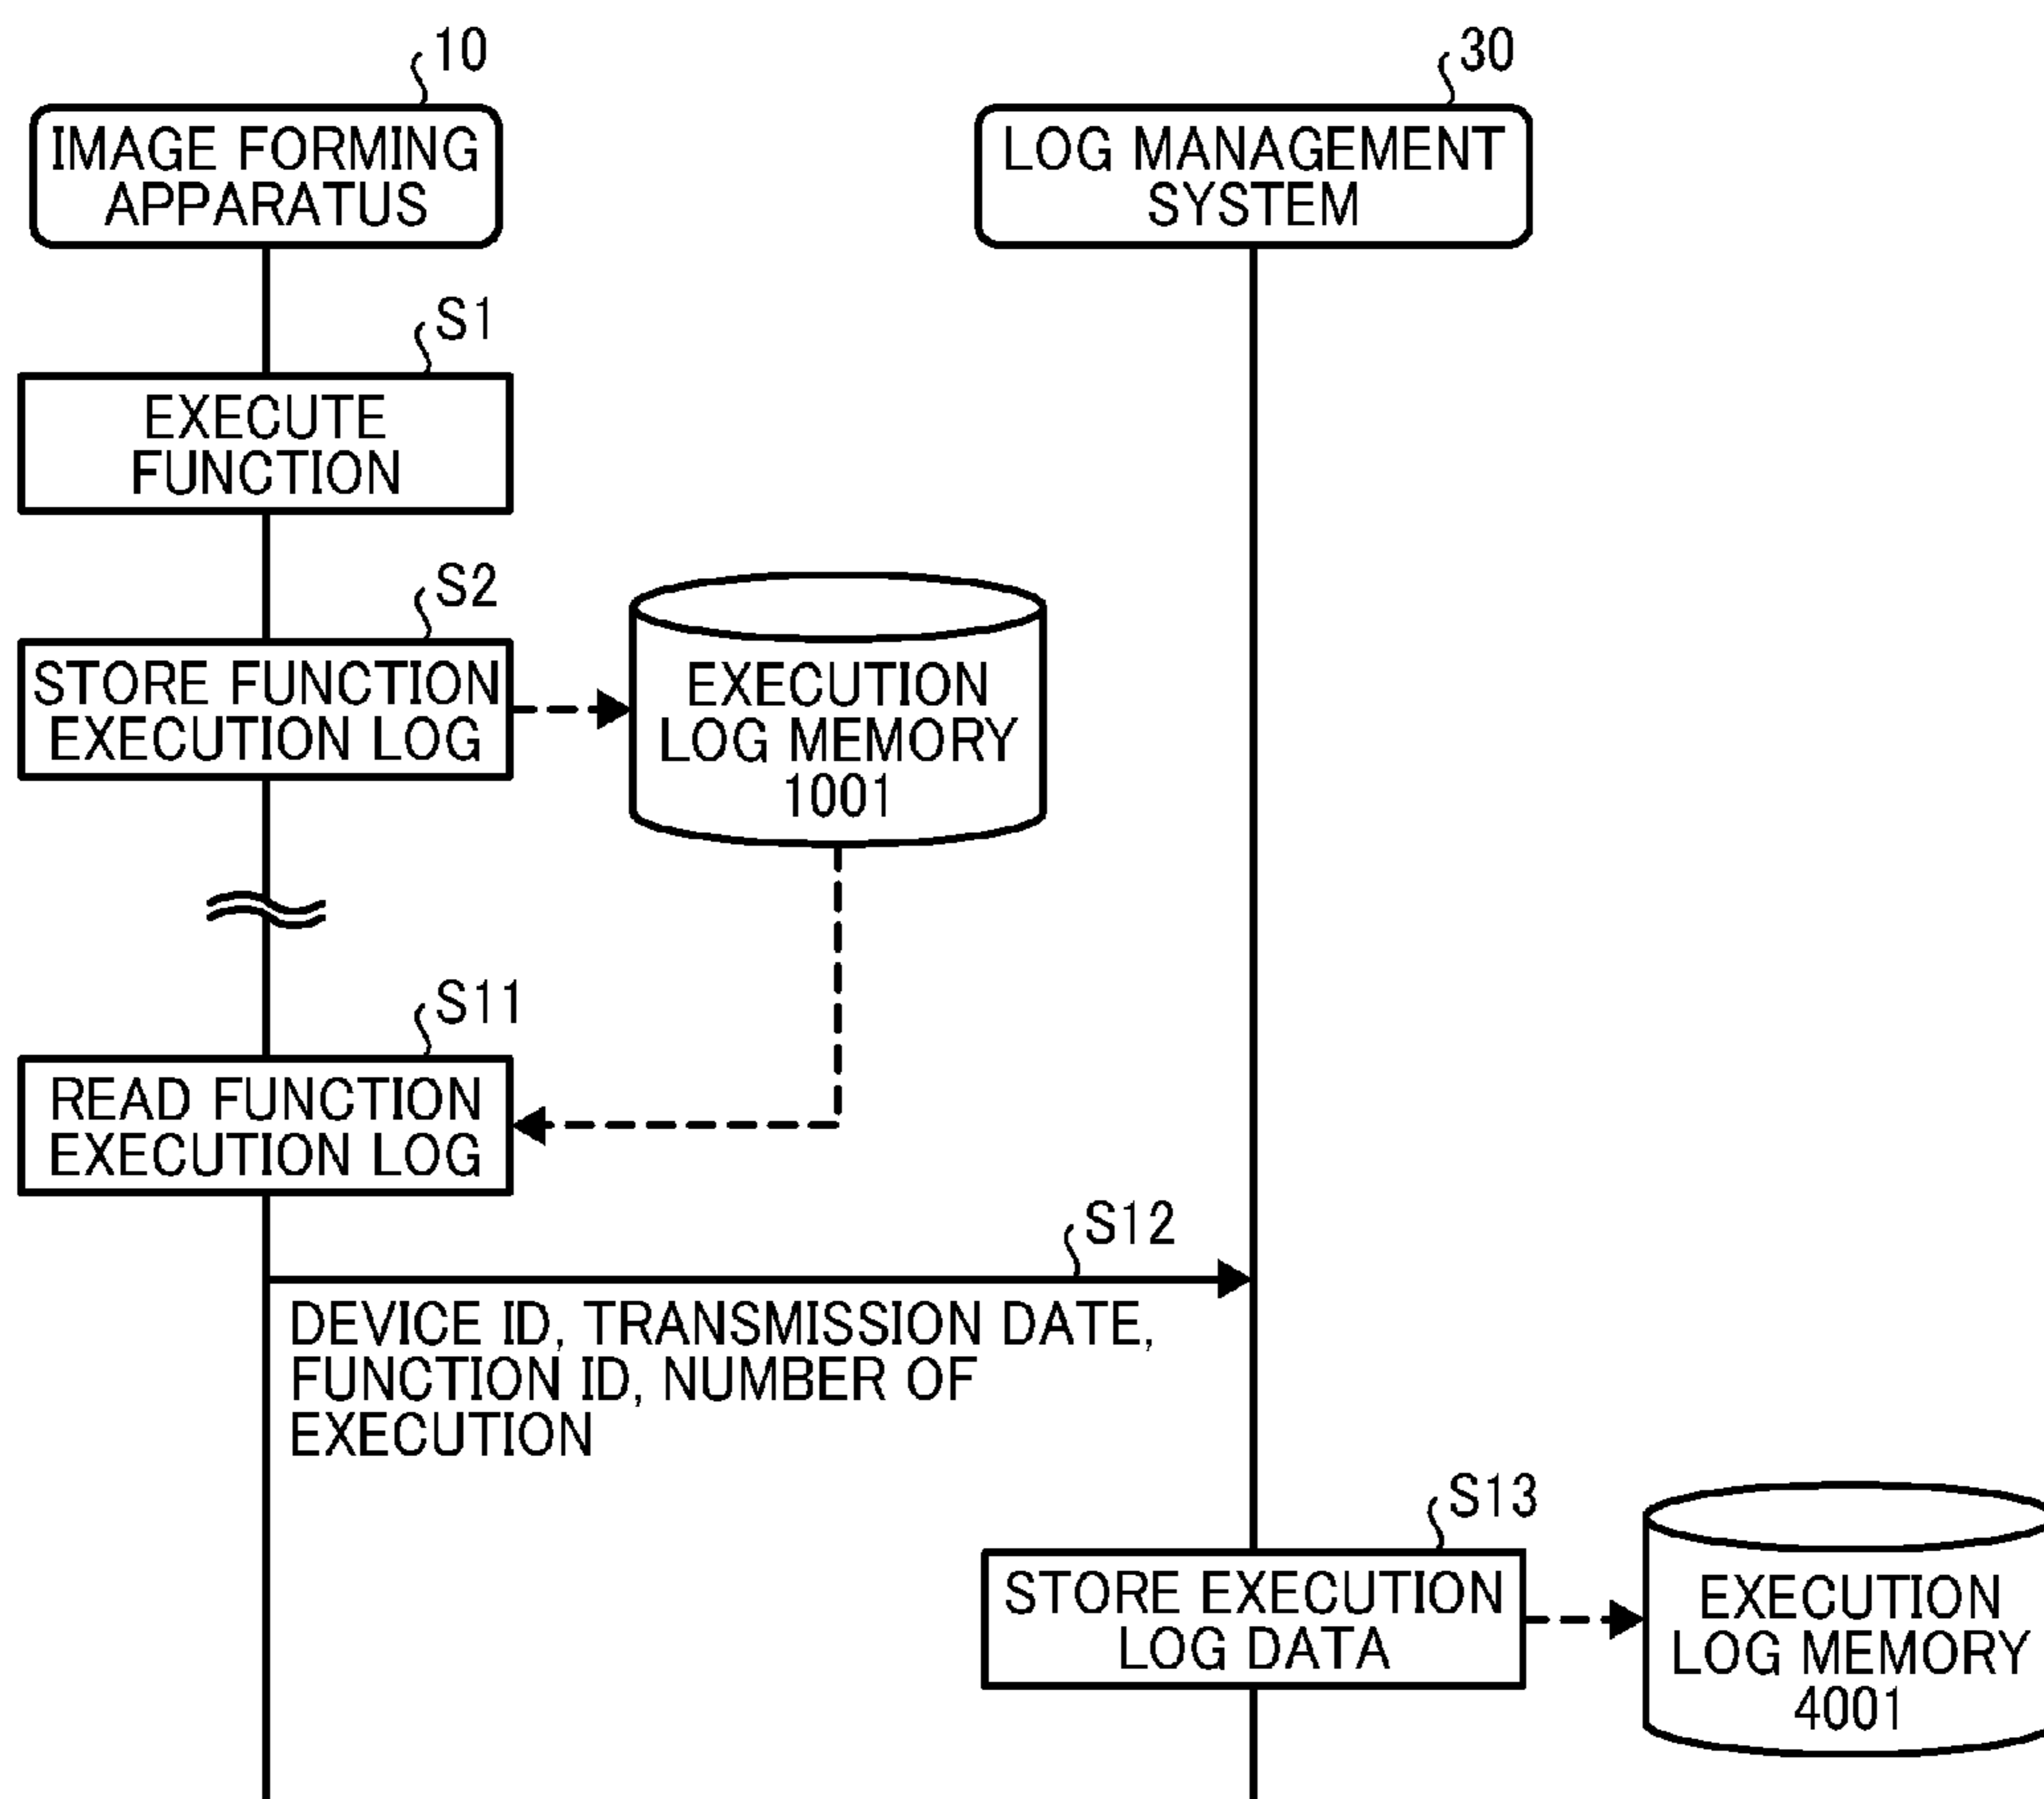 10
30
IMAGE FORMING
APPARATUS
LOG MANAGEMENT
SYSTEM
S1
EXECUTE
FUNCTION
S2
STORE FUNCTION
EXECUTION LOG
EXECUTION
LOG MEMORY
1001
S11
READ FUNCTION
EXECUTION LOG
S12
DEVICE ID, TRANSMISSION DATE,
FUNCTION ID, NUMBER OF
EXECUTION
S13
STORE EXECUTION
LOG DATA
EXECUTION
LOG MEMORY
4001